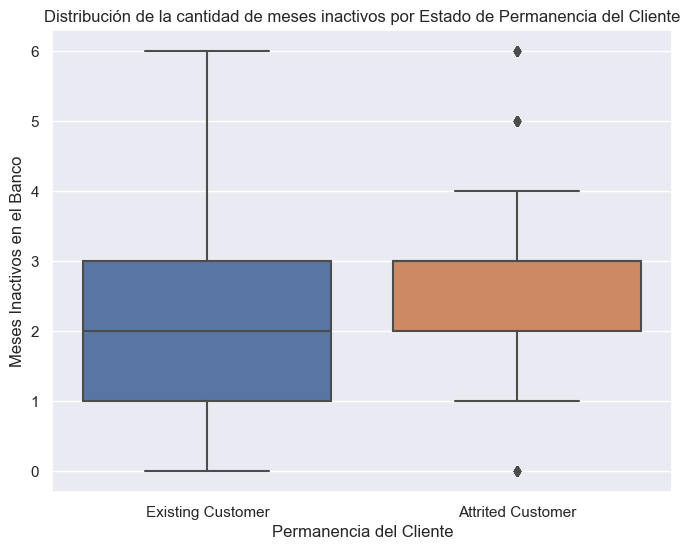 Distribución de la cantidad de meses inactivos por Estado de Permanencia del Cliente
Meses Inactivos en el Banco
6
5
4
3
2
1
0
Existing Customer
Attrited Customer
Permanencia del Cliente